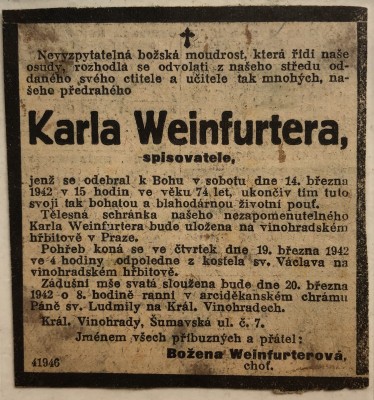 Nevyzpytatelná božská moudrost, která řídí naše
osudy, rozhodla se odvolati z našeho středu od-
daného svého ctitele a učitele tak mnohých, na-
šeho předrahého
Karla Weinfurtera,
spisovatele,
jenž se odebral k Bohu v sobotu dne 14. března
1942 v 15 hodin ve věku 74 let, ukončiv tím tuto
svoji tak bohatou a blahodárnou životní pouť.
Tělesná schránka našeho nezapomenutelného
Karla Weinfurtera bude uložena na vinohradském
hřbitově v Praze.
Pohřeb koná se ve čtvrtek dne 19. března 1942
ve 4 hodiny odpoledne z kostela sv. Václava na
vinohradském hřbitově.
Zádušní mše svatá sloužena bude dne 20. března
1942 o 8. hodině ranní v arciděkanském chrámu
Páně sv. Ludmily na Král. Vinohradech.
Král. Vinohrady, Šumavská ul. č. 7.
Jménem všech příbuzných a přátel:
Božena Weinfurterová,
41946 choť.